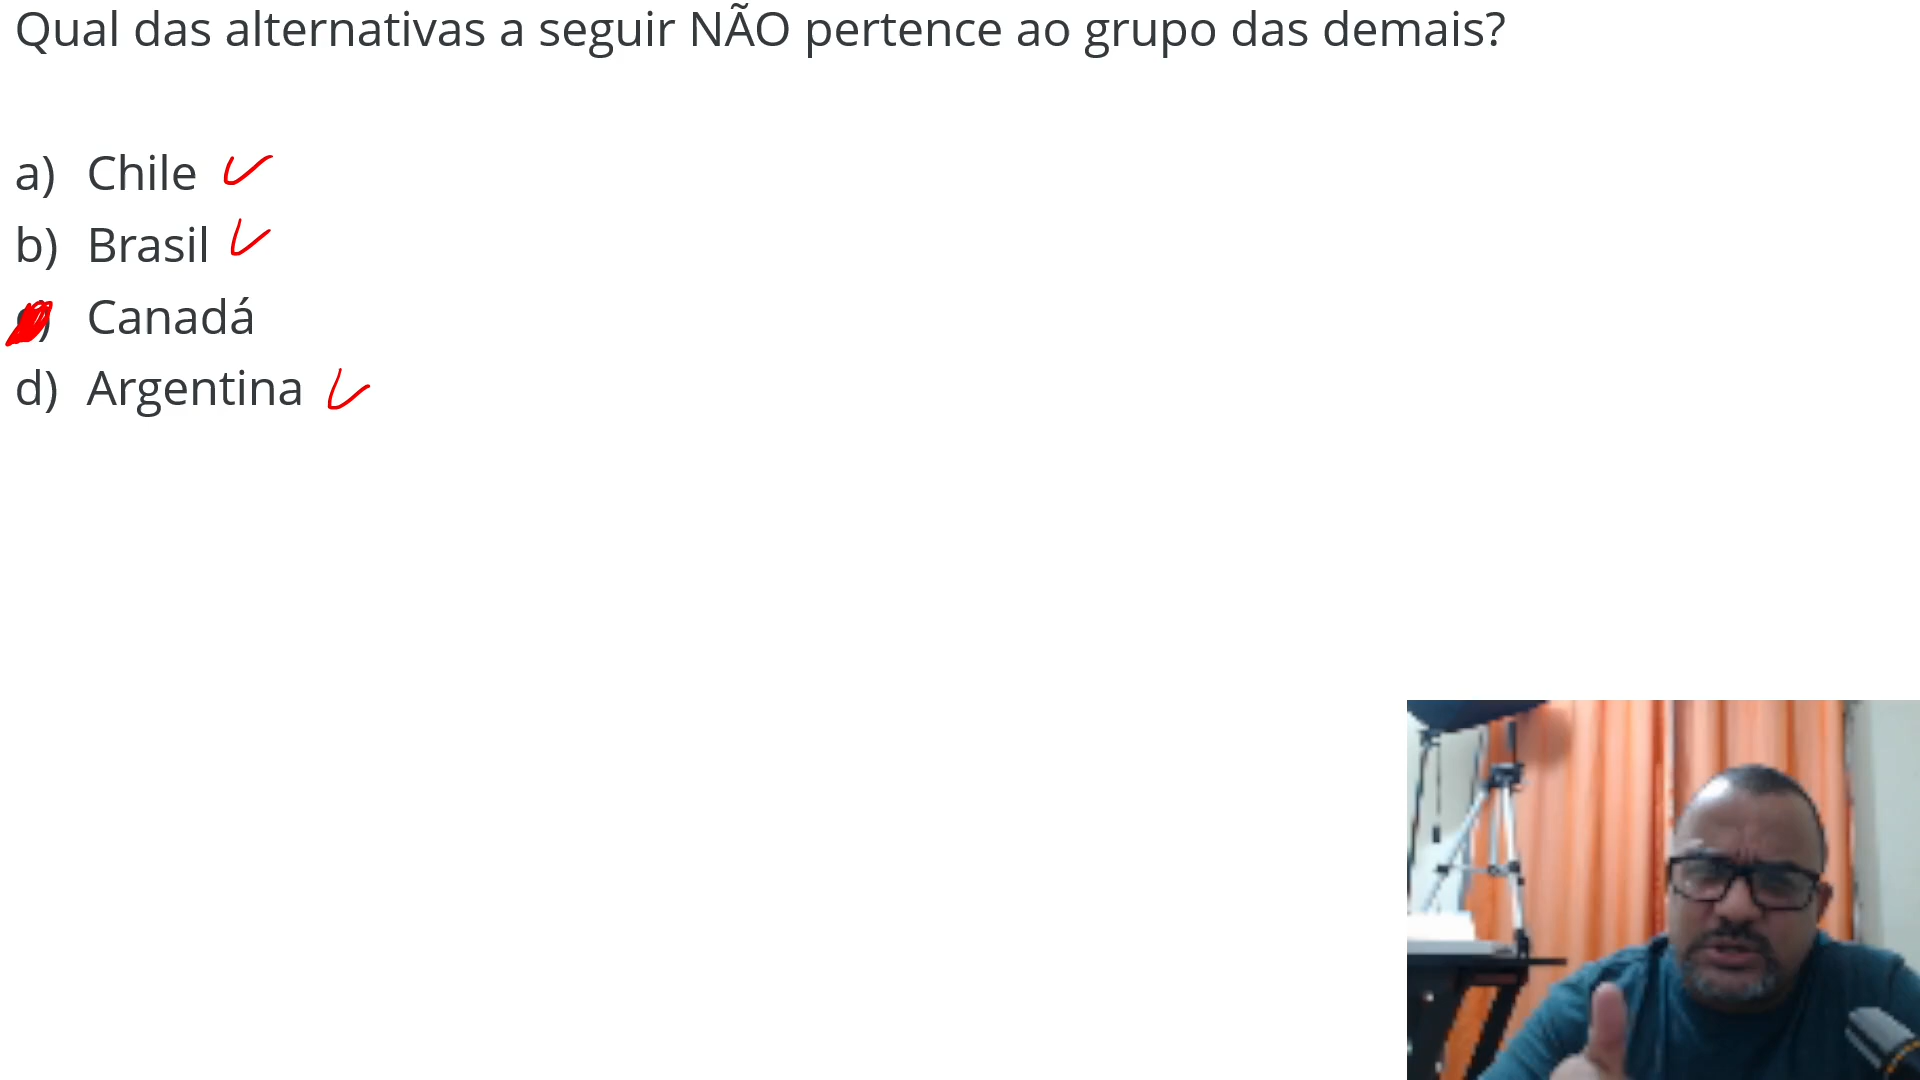 Qual das alternativas a seguir NÃO pertence ao grupo das demais?
a) Chile
b) Brasil
c) Canadá
d) Argentina